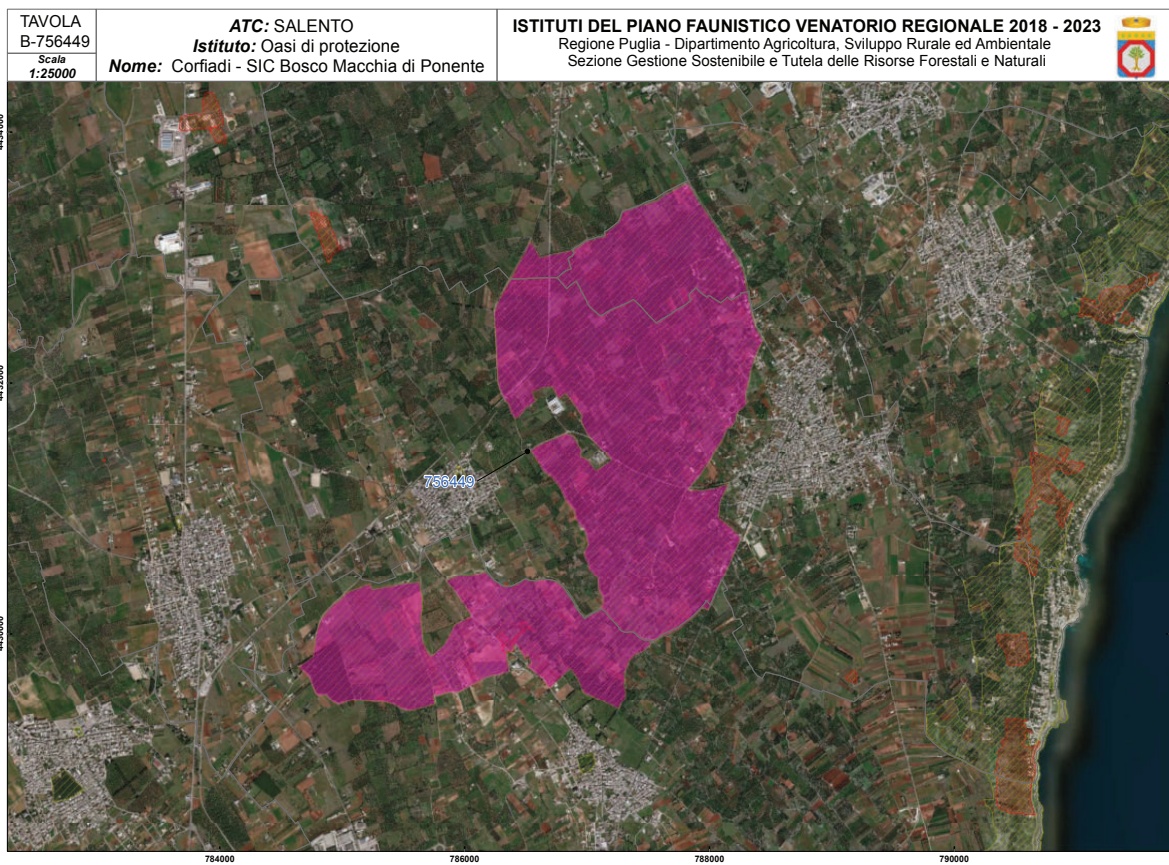 TAVOLA
B-756449
Scala
1:25000
ATC: SALENTO
Istituto: Oasi di protezione
Nome: Corfiadi - SIC Bosco Macchia di Ponente
ISTITUTI DEL PIANO FAUNISTICO VENATORIO REGIONALE 2018 - 2023
Regione Puglia - Dipartimento Agricoltura, Sviluppo Rurale ed Ambientale
Sezione Gestione Sostenibile e Tutela delle Risorse Forestali e Naturali
4432000
756449
4430000
784000
786000
788000
790000